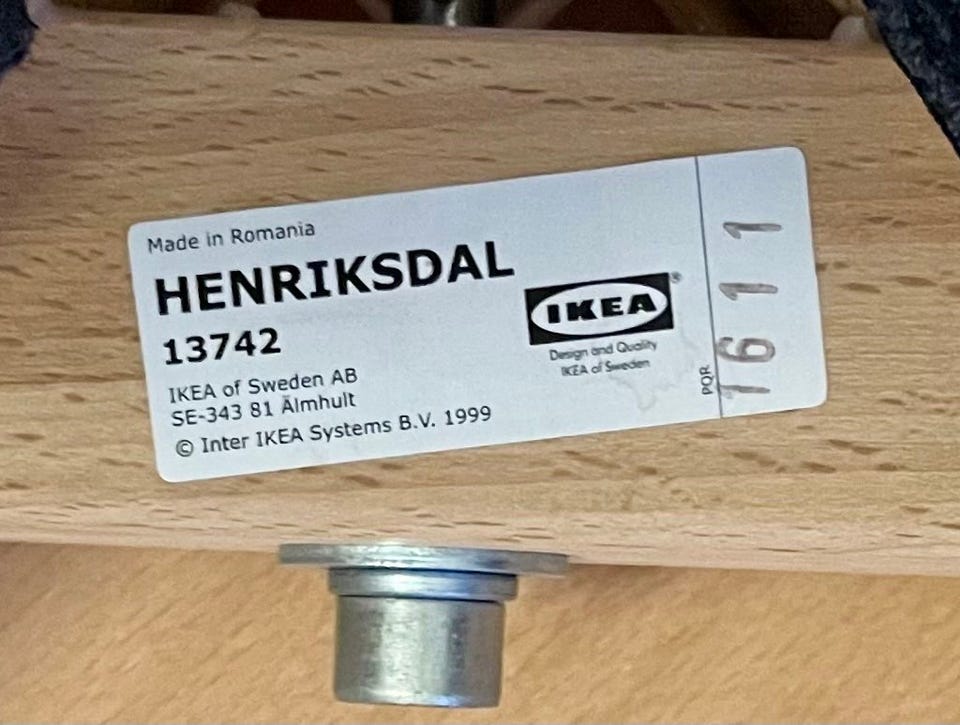 Made in Romania
HENRIKSDAL
13742
IKEA of Sweden AB
SE-343 81 Älmhult
© Inter IKEA Systems B.V. 1999
IKEA®
Design and Quality
IKEA of Sweden
PQR
1611